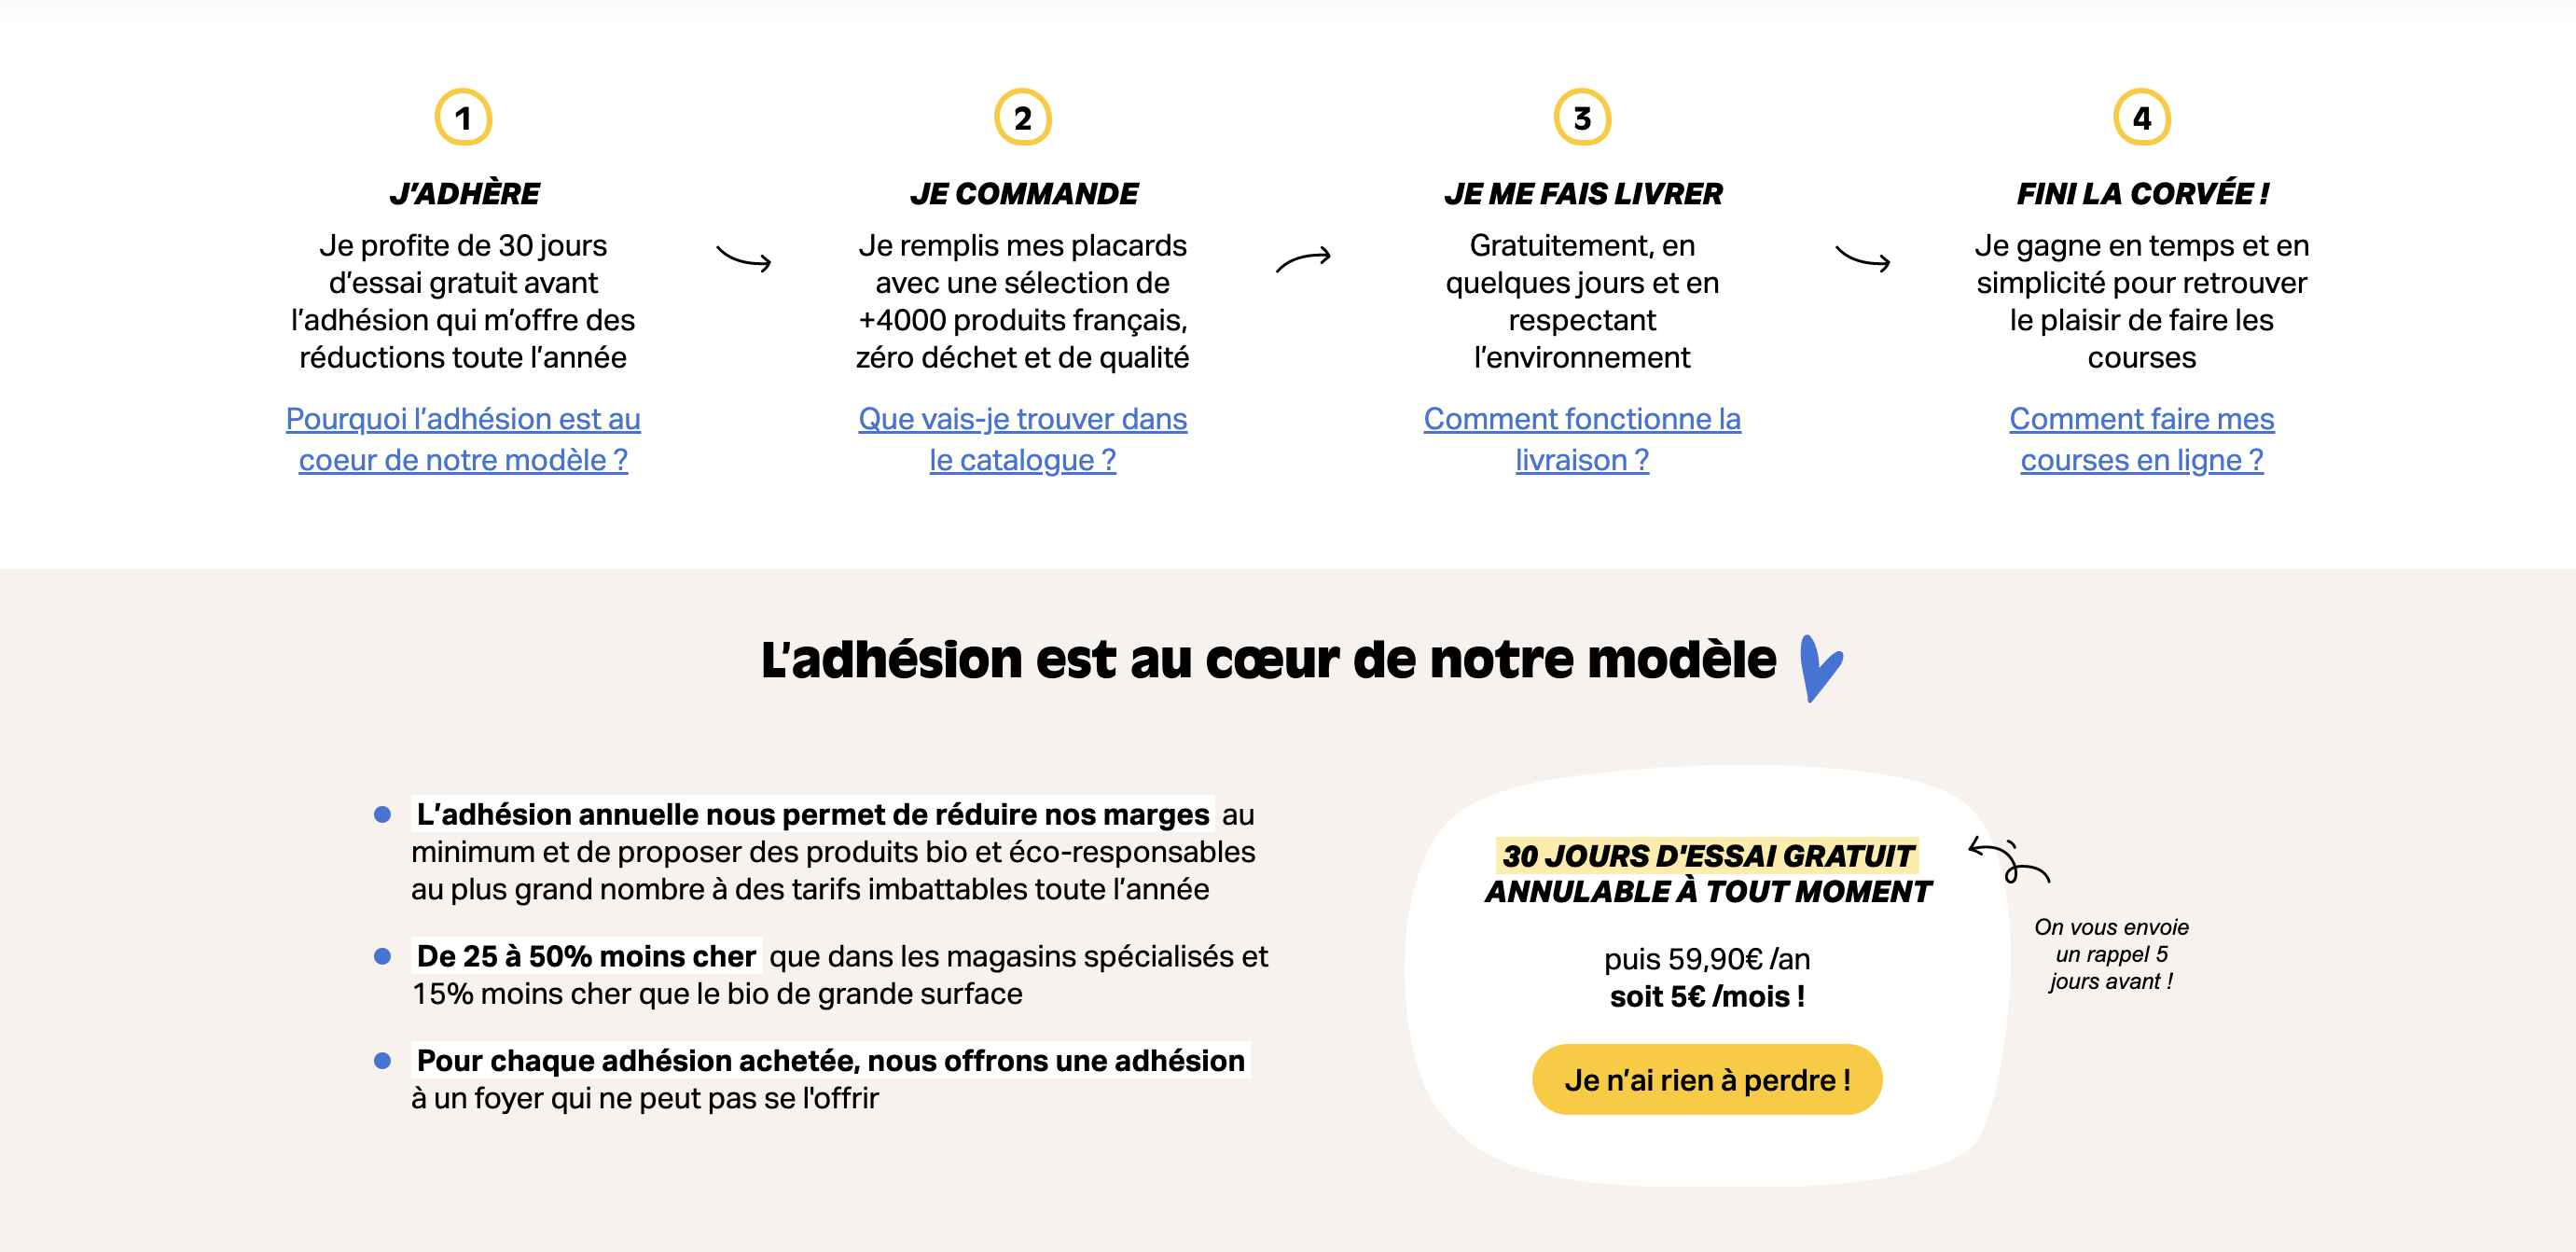 1
J’ADHÈRE
Je profite de 30 jours
d’essai gratuit avant
l’adhésion qui m’offre des
réductions toute l’année
Pourquoi l’adhésion est au
coeur de notre modèle ?
2
JE COMMANDE
Je remplis mes placards
avec une sélection de
+4000 produits français,
zéro déchet et de qualité
Que vais-je trouver dans
le catalogue ?
3
JE ME FAIS LIVRER
Gratuitement, en
quelques jours et en
respectant
l’environnement
Comment fonctionne la
livraison ?
4
FINI LA CORVÉE !
Je gagne en temps et en
simplicité pour retrouver
le plaisir de faire les
courses
Comment faire mes
courses en ligne ?
L’adhésion est au cœur de notre modèle
L’adhésion annuelle nous permet de réduire nos marges au
minimum et de proposer des produits bio et éco-responsables
au plus grand nombre à des tarifs imbattables toute l’année
De 25 à 50% moins cher que dans les magasins spécialisés et
15% moins cher que le bio de grande surface
Pour chaque adhésion achetée, nous offrons une adhésion
à un foyer qui ne peut pas se l'offrir
30 JOURS D'ESSAI GRATUIT
ANNULABLE À TOUT MOMENT
puis 59,90€ /an
soit 5€ /mois !
Je n’ai rien à perdre !
On vous envoie
un rappel 5
jours avant !